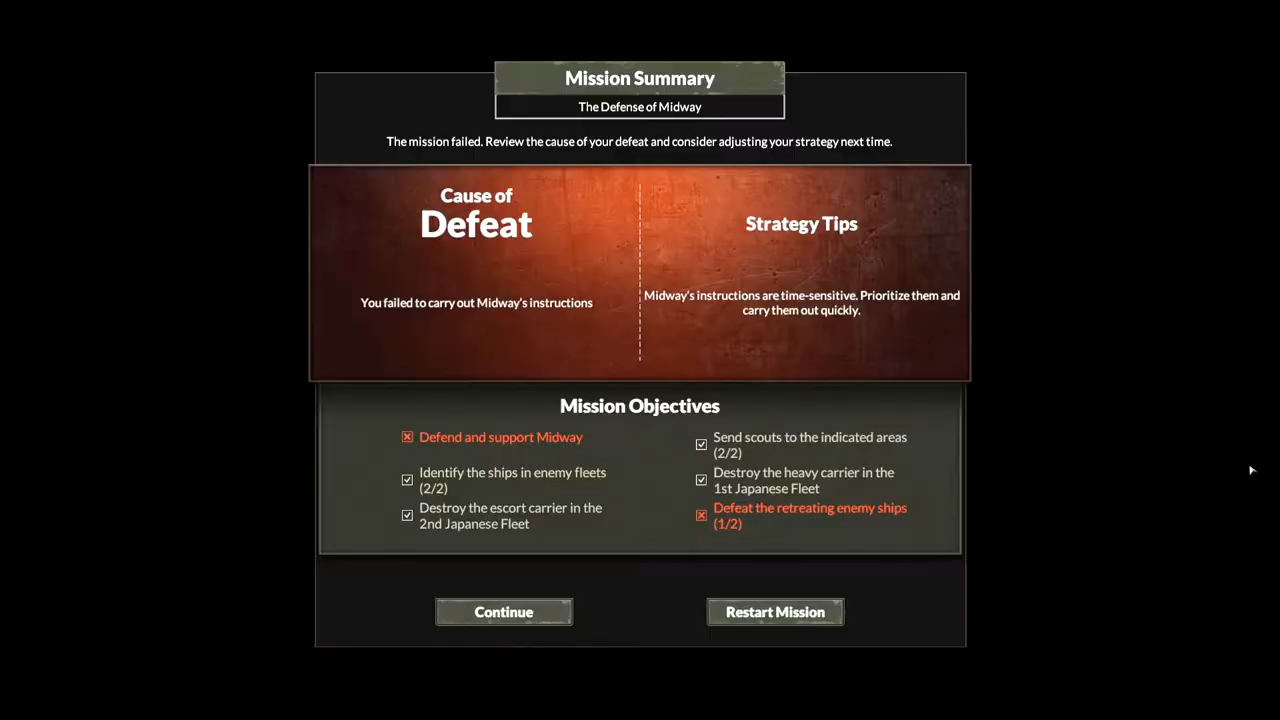 Mission Summary
The Defense of Midway
The mission failed. Review the cause of your defeat and consider adjusting your strategy next time.
Cause of
Defeat
You failed to carry out Midway's instructions
Strategy Tips
Midway's instructions are time-sensitive. Prioritize them and
carry them out quickly.
Mission Objectives
Defend and support Midway
Send scouts to the indicated areas
(2/2)
Identify the ships in enemy fleets
(2/2)
Destroy the heavy carrier in the
1st Japanese Fleet
Destroy the escort carrier in the
2nd Japanese Fleet
Defeat the retreating enemy ships
(1/2)
Continue
Restart Mission